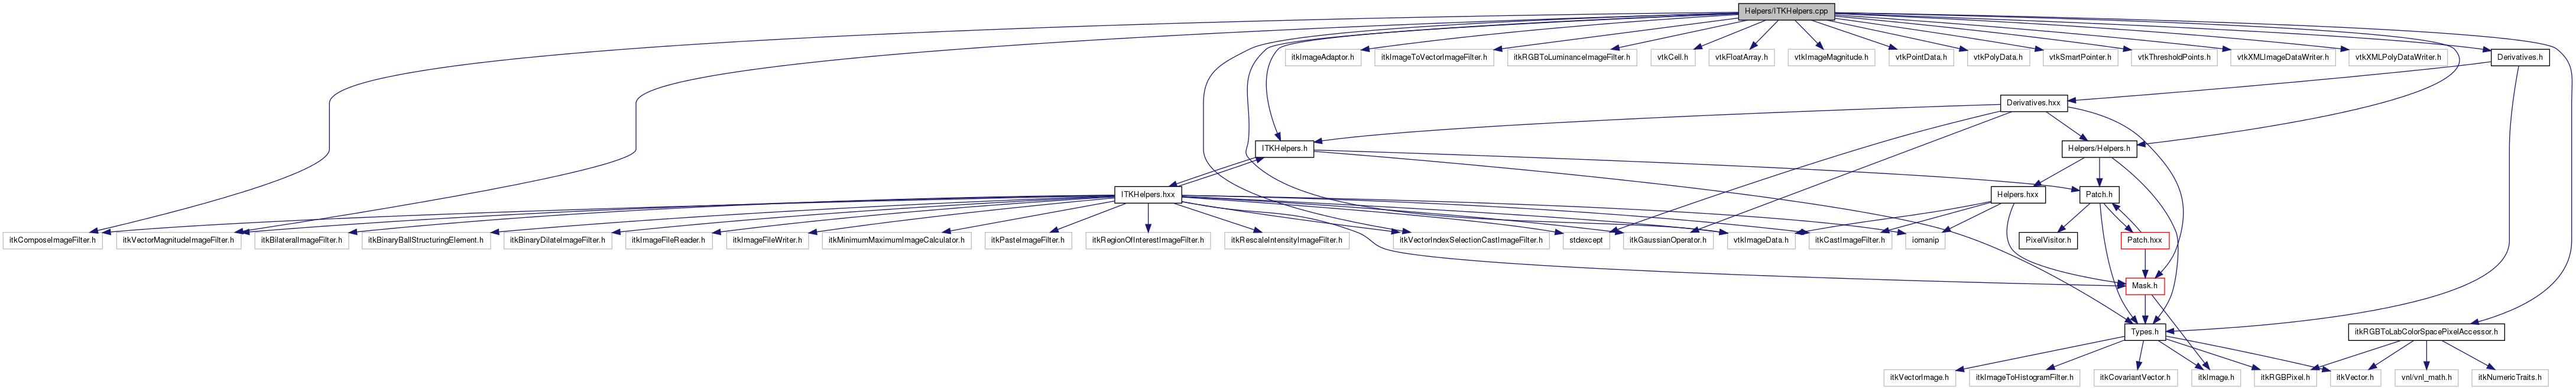 Helpers/ITKHelpers.cpp
itkImageAdaptor.h
itkImageToVectorImageFilter.h
itkRGBToLuminanceImageFilter.h
vtkCell.h
vtkFloatArray.h
vtkImageMagnitude.h
vtkPointData.h
vtkPolyData.h
vtkSmartPointer.h
vtkThresholdPoints.h
vtkXMLImageDataWriter.h
vtkXMLPolyDataWriter.h
Derivatives.h
Derivatives.hxx
ITKHelpers.h
Helpers/Helpers.h
ITKHelpers.hxx
Helpers.hxx
Patch.h
itkComposeImageFilter.h
itkVectorMagnitudeImageFilter.h
itkBilateralImageFilter.h
itkBinaryBallStructuringElement.h
itkBinaryDilateImageFilter.h
itkImageFileReader.h
itkImageFileWriter.h
itkMinimumMaximumImageCalculator.h
itkPasteImageFilter.h
itkRegionOfInterestImageFilter.h
itkRescaleIntensityImageFilter.h
itkVectorIndexSelectionCastImageFilter.h
stdexcept
itkGaussianOperator.h
vtkImageData.h
itkCastImageFilter.h
iomanip
PixelVisitor.h
Patch.hxx
Mask.h
Types.h
itkRGBToLabColorSpacePixelAccessor.h
itkVectorImage.h
itkImageToHistogramFilter.h
itkCovariantVector.h
itkImage.h
itkRGBPixel.h
itkVector.h
vnl/vnl_math.h
itkNumericTraits.h